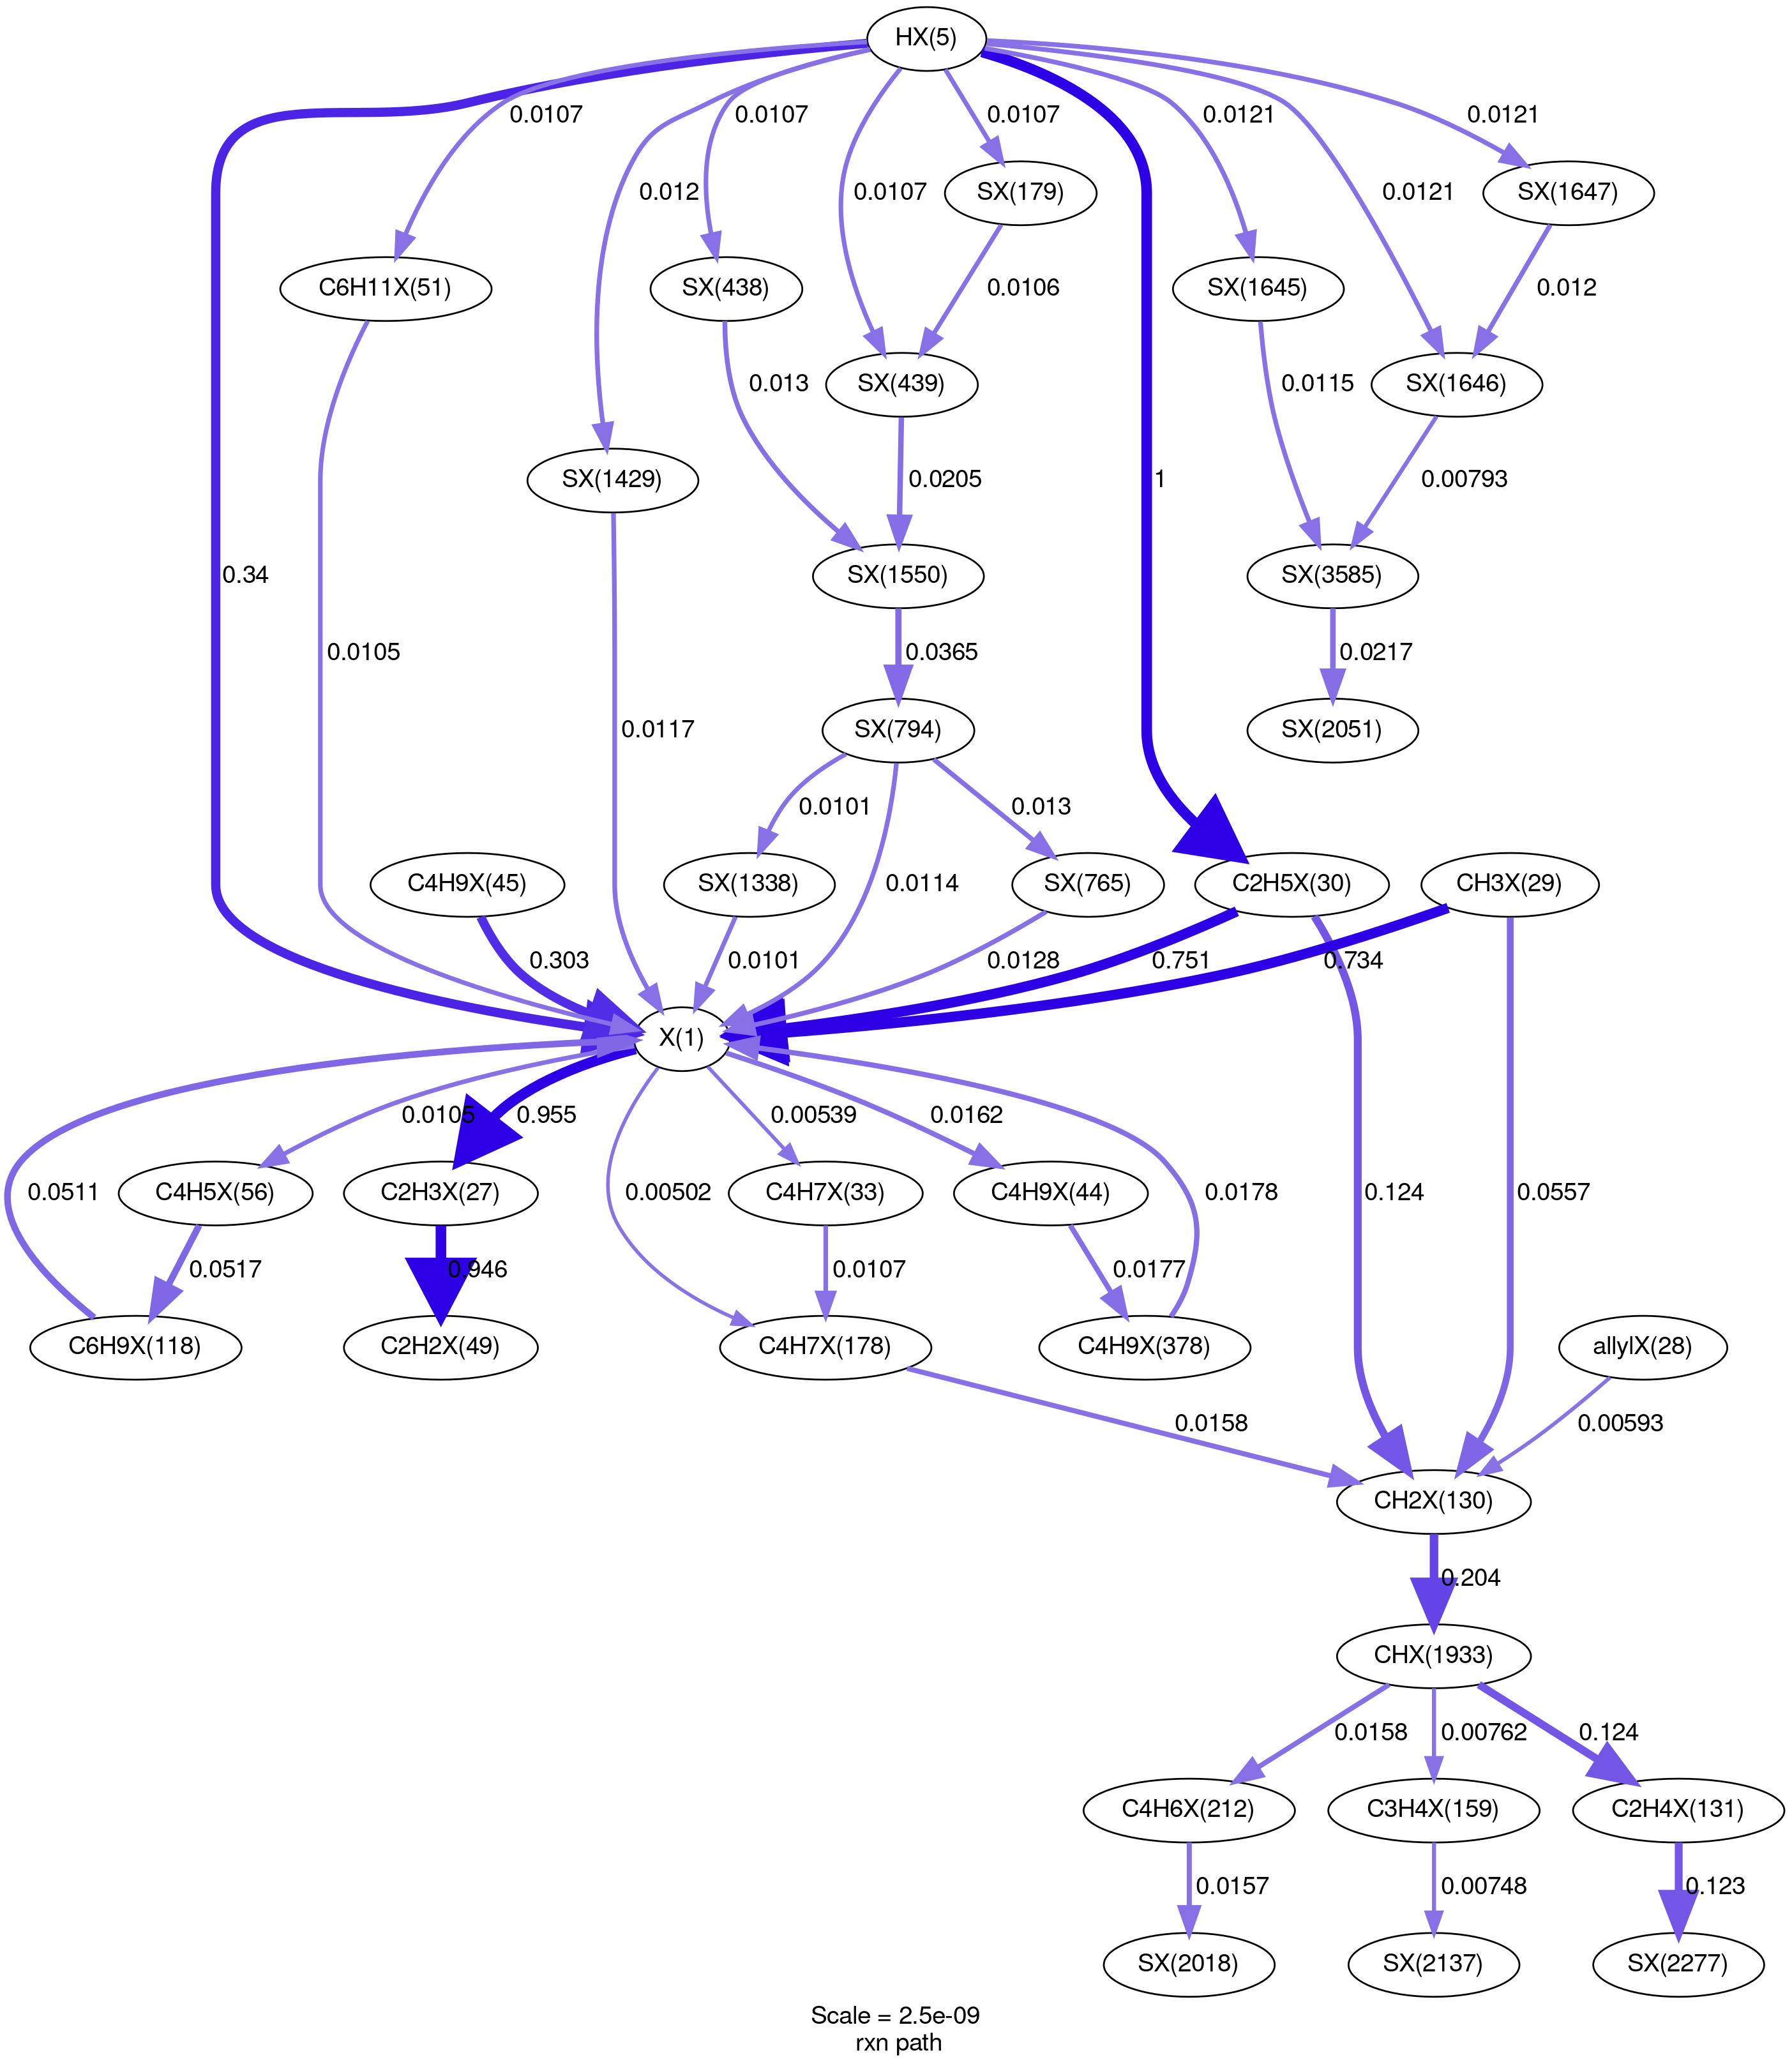 HX(5)
0.0107
0.0107
0.0107
0.0121
0.0121
0.012
0.0107
SX(179)
0.0121
SX(1647)
C6H11X(51)
SX(438)
0.0106
SX(1645)
0.012
0.013
SX(439)
0.0115
SX(1646)
SX(1429)
0.0205
1
0.00793
0.34
SX(1550)
SX(3585)
0.0105
0.0365
0.0217
0.0117
SX(794)
SX(2051)
0.0101
0.013
C4H9X(45)
SX(1338)
0.0114
SX(765)
C2H5X(30)
CH3X(29)
0.303
0.0101
0.0128
0.751
0.734
X(1)
0.0105
0.955
0.00539
0.0162
0.0511
C4H5X(56)
C2H3X(27)
0.00502
C4H7X(33)
C4H9X(44)
0.0178
0.124
0.0557
0.0517
0.946
0.0107
0.0177
C6H9X(118)
C2H2X(49)
C4H7X(178)
C4H9X(378)
allylX(28)
0.0158
0.00593
CH2X(130)
0.204
CHX(1933)
0.0158
0.00762
0.124
C4H6X(212)
C3H4X(159)
C2H4X(131)
0.0157
0.00748
0.123
SX(2018)
SX(2137)
SX(2277)
Scale = 2.5e-09
rxn path